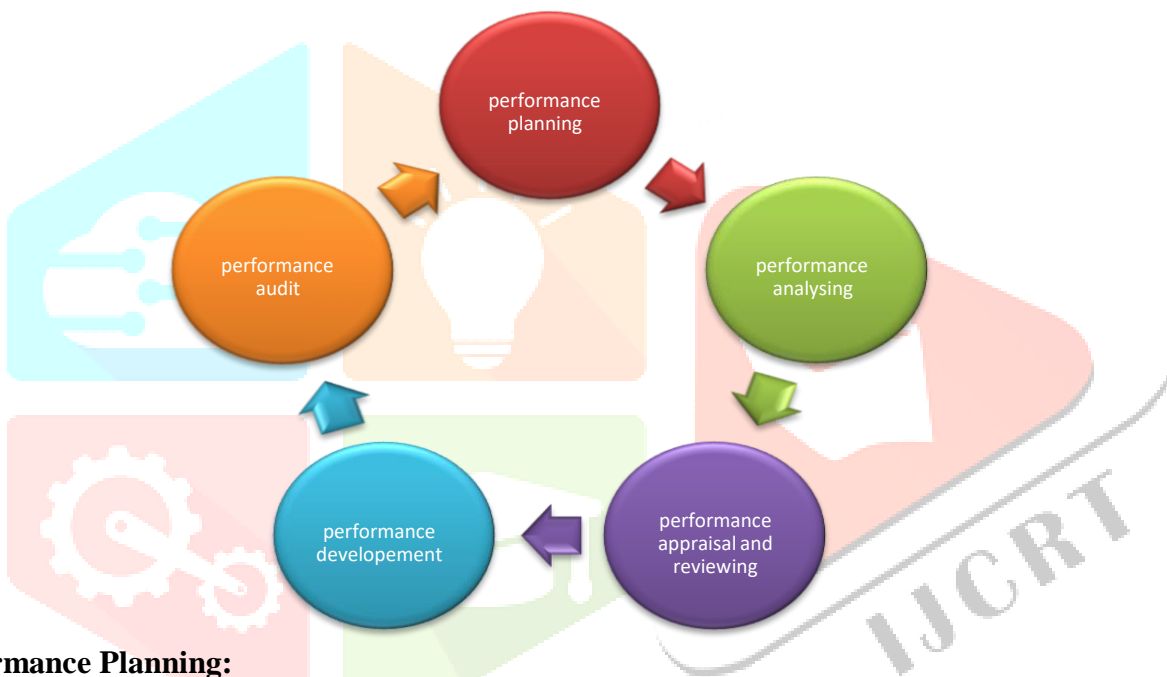 performance
planning
performance
analysing
performance
appraisal and
reviewing
performance
developement
performance
audit
IJCRT
rmance Planning: